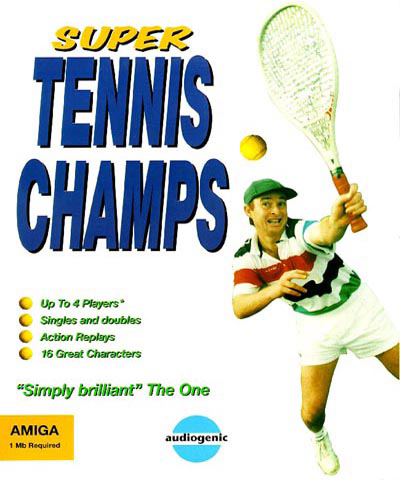 SUPER
TENNIS
CHAMPS
Up To 4 Players*
Singles and doubles
Action Replays
16 Great Characters
“Simply brilliant” The One
AMIGA
1 Mb Required
audiogenic